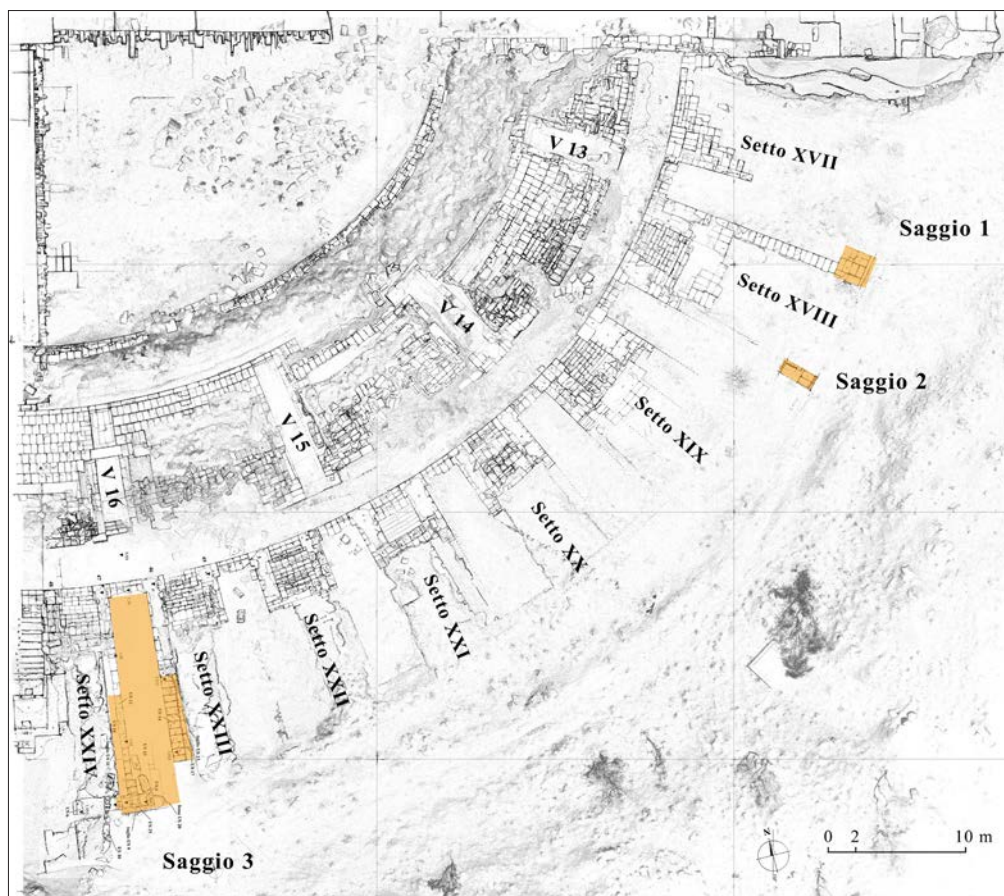 V 13
Setto XVII
Saggio 1
Setto XVIII
V 14
Saggio 2
Setto XIX
V 15
V 16
Setto XX
Setto XXI
Setto XXII
Setto XXIII
Setto XXIV
Saggio 3
N
0 2 10 m